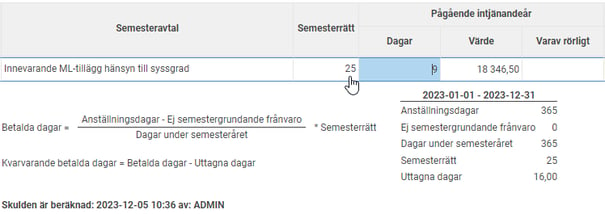 Pågående intjänandeår
Semesteravtal Semesterrätt
Dagar Värde Varav rörligt
Innevarande ML-tillägg hänsyn till syssgrad 25 9 18 346,50
2023-01-01 - 2023-12-31
Anställningsdagar 365
Anställningsdagar - Ej semestergrundande frånvaro
Betalda dagar = * Semesterrätt
Ej semestergrundande frånvaro 0
Dagar under semesteråret
Dagar under semesteråret 365
Kvarvarande betalda dagar = Betalda dagar - Uttagna dagar
Semesterrätt 25
Uttagna dagar 16,00
Skulden är beräknad: 2023-12-05 10:36 av: ADMIN